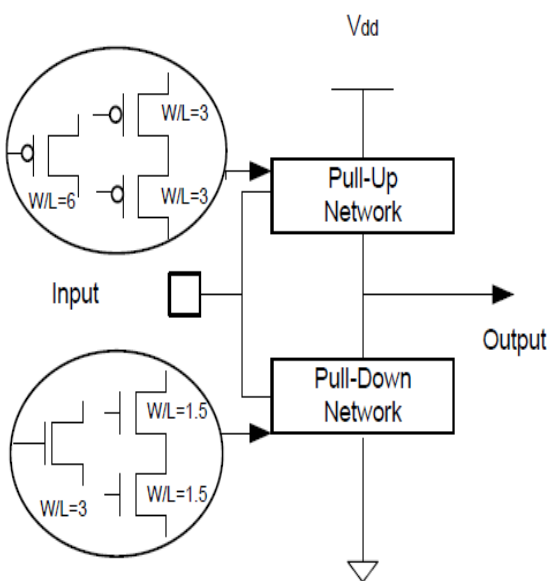 Vdd
W/L=3
W/L=6
W/L=3
Pull-Up
Network
Input
Output
Pull-Down
Network
W/L=1.5
W/L=3
W/L=1.5